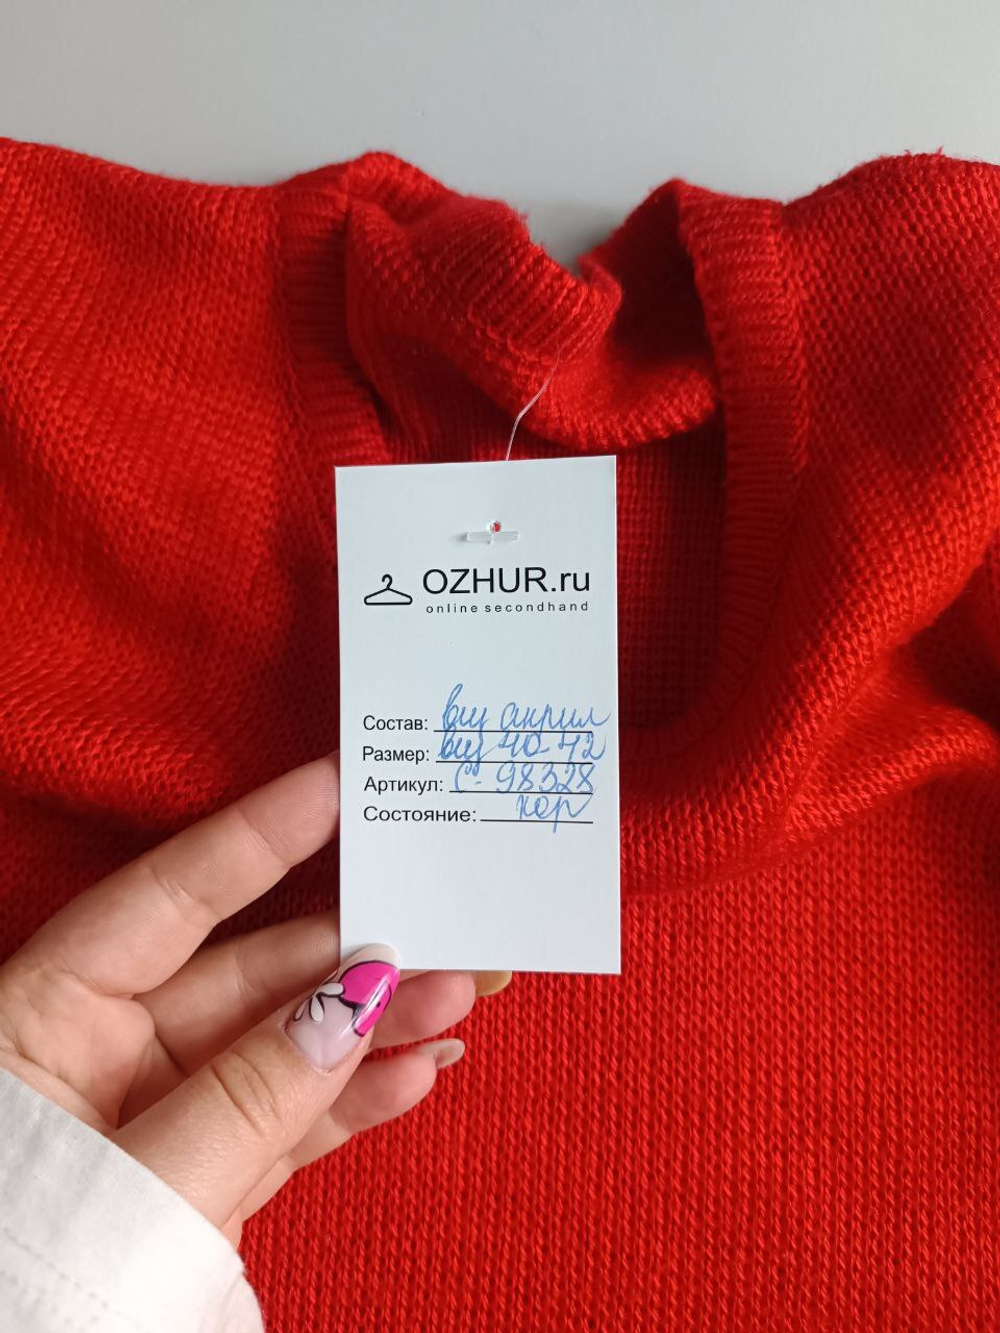 OZHUR.ru
online secondhand
Состав: виз акрил
Размер: виз 40-42
Артикул: С-98328
Состояние: хор